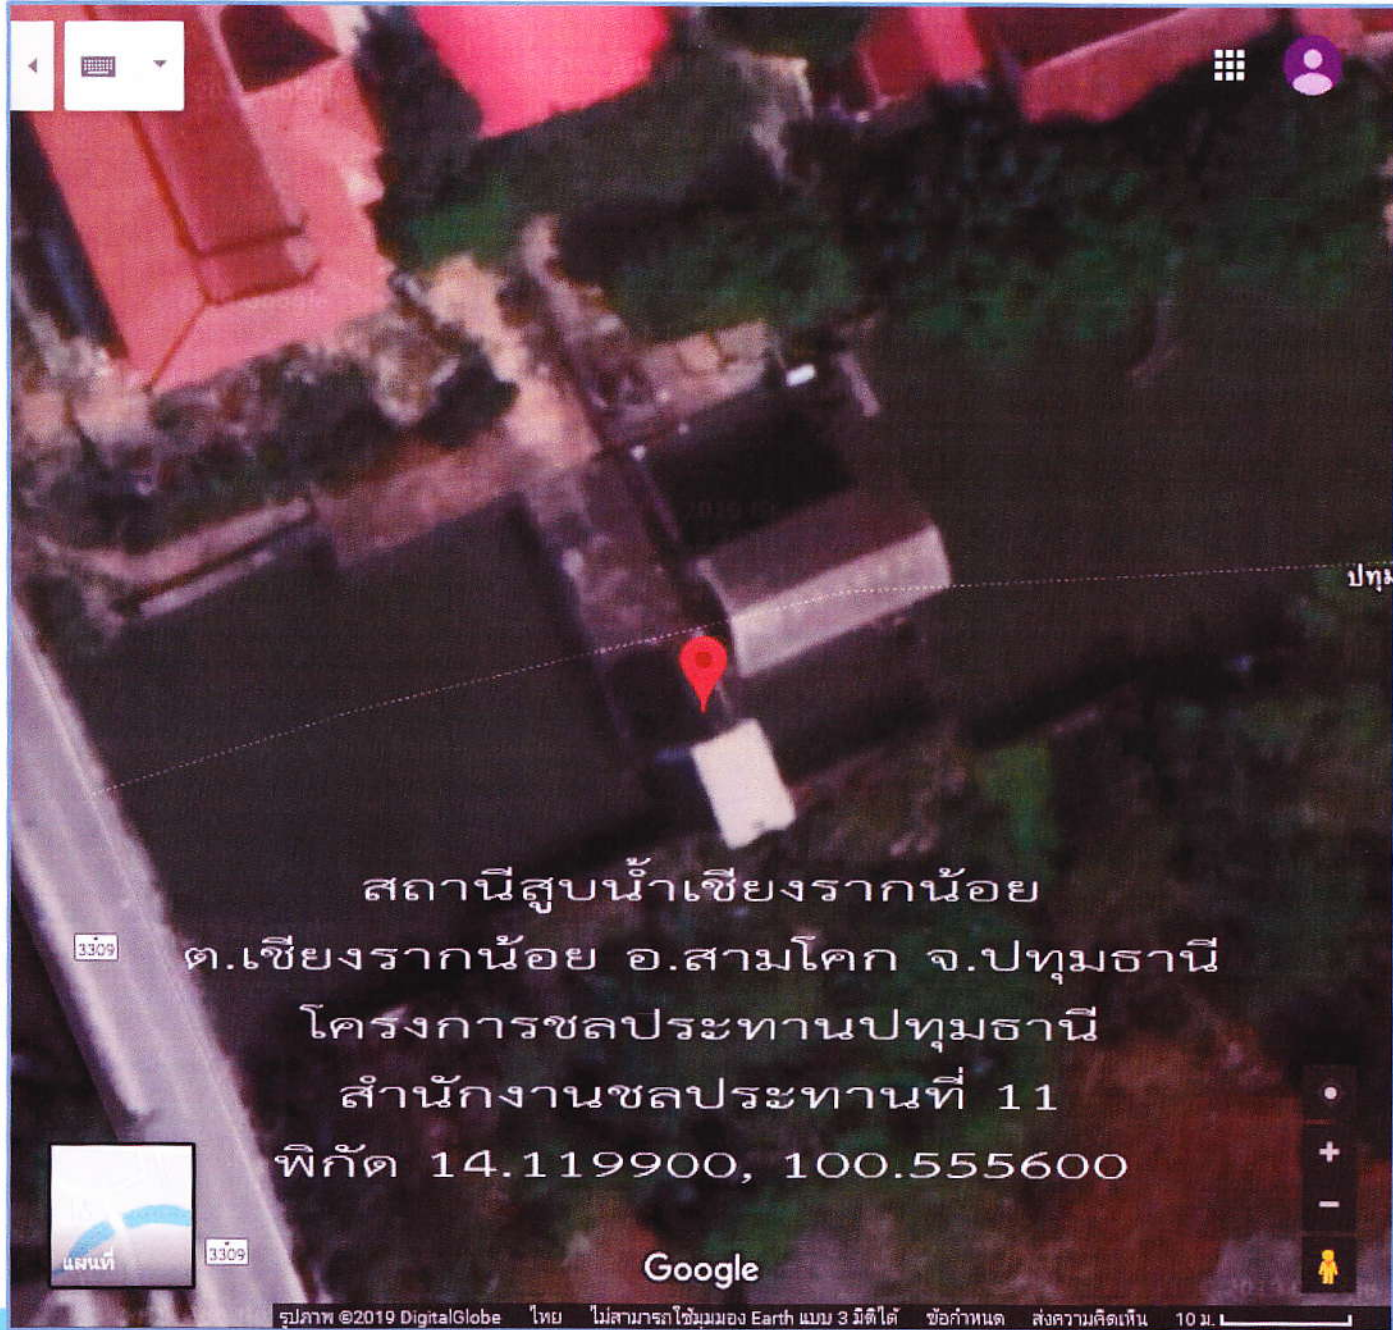 ปทุม
สถานีสูบน้ำเชียงรากน้อย
ต.เชียงรากน้อย อ.สามโคก จ.ปทุมธานี
3309
โครงการชลประทานปทุมธานี
สำนักงานชลประทานที่ 11
พิกัด 14.119900, 100.555600
แผนที่
3309
Google
รูปภาพ ©2019 DigitalGlobe ไทย ไม่สามารถใช้มุมมอง Earth แบบ 3 มิติได้ ข้อกำหนด ส่งความคิดเห็น 10 ม.